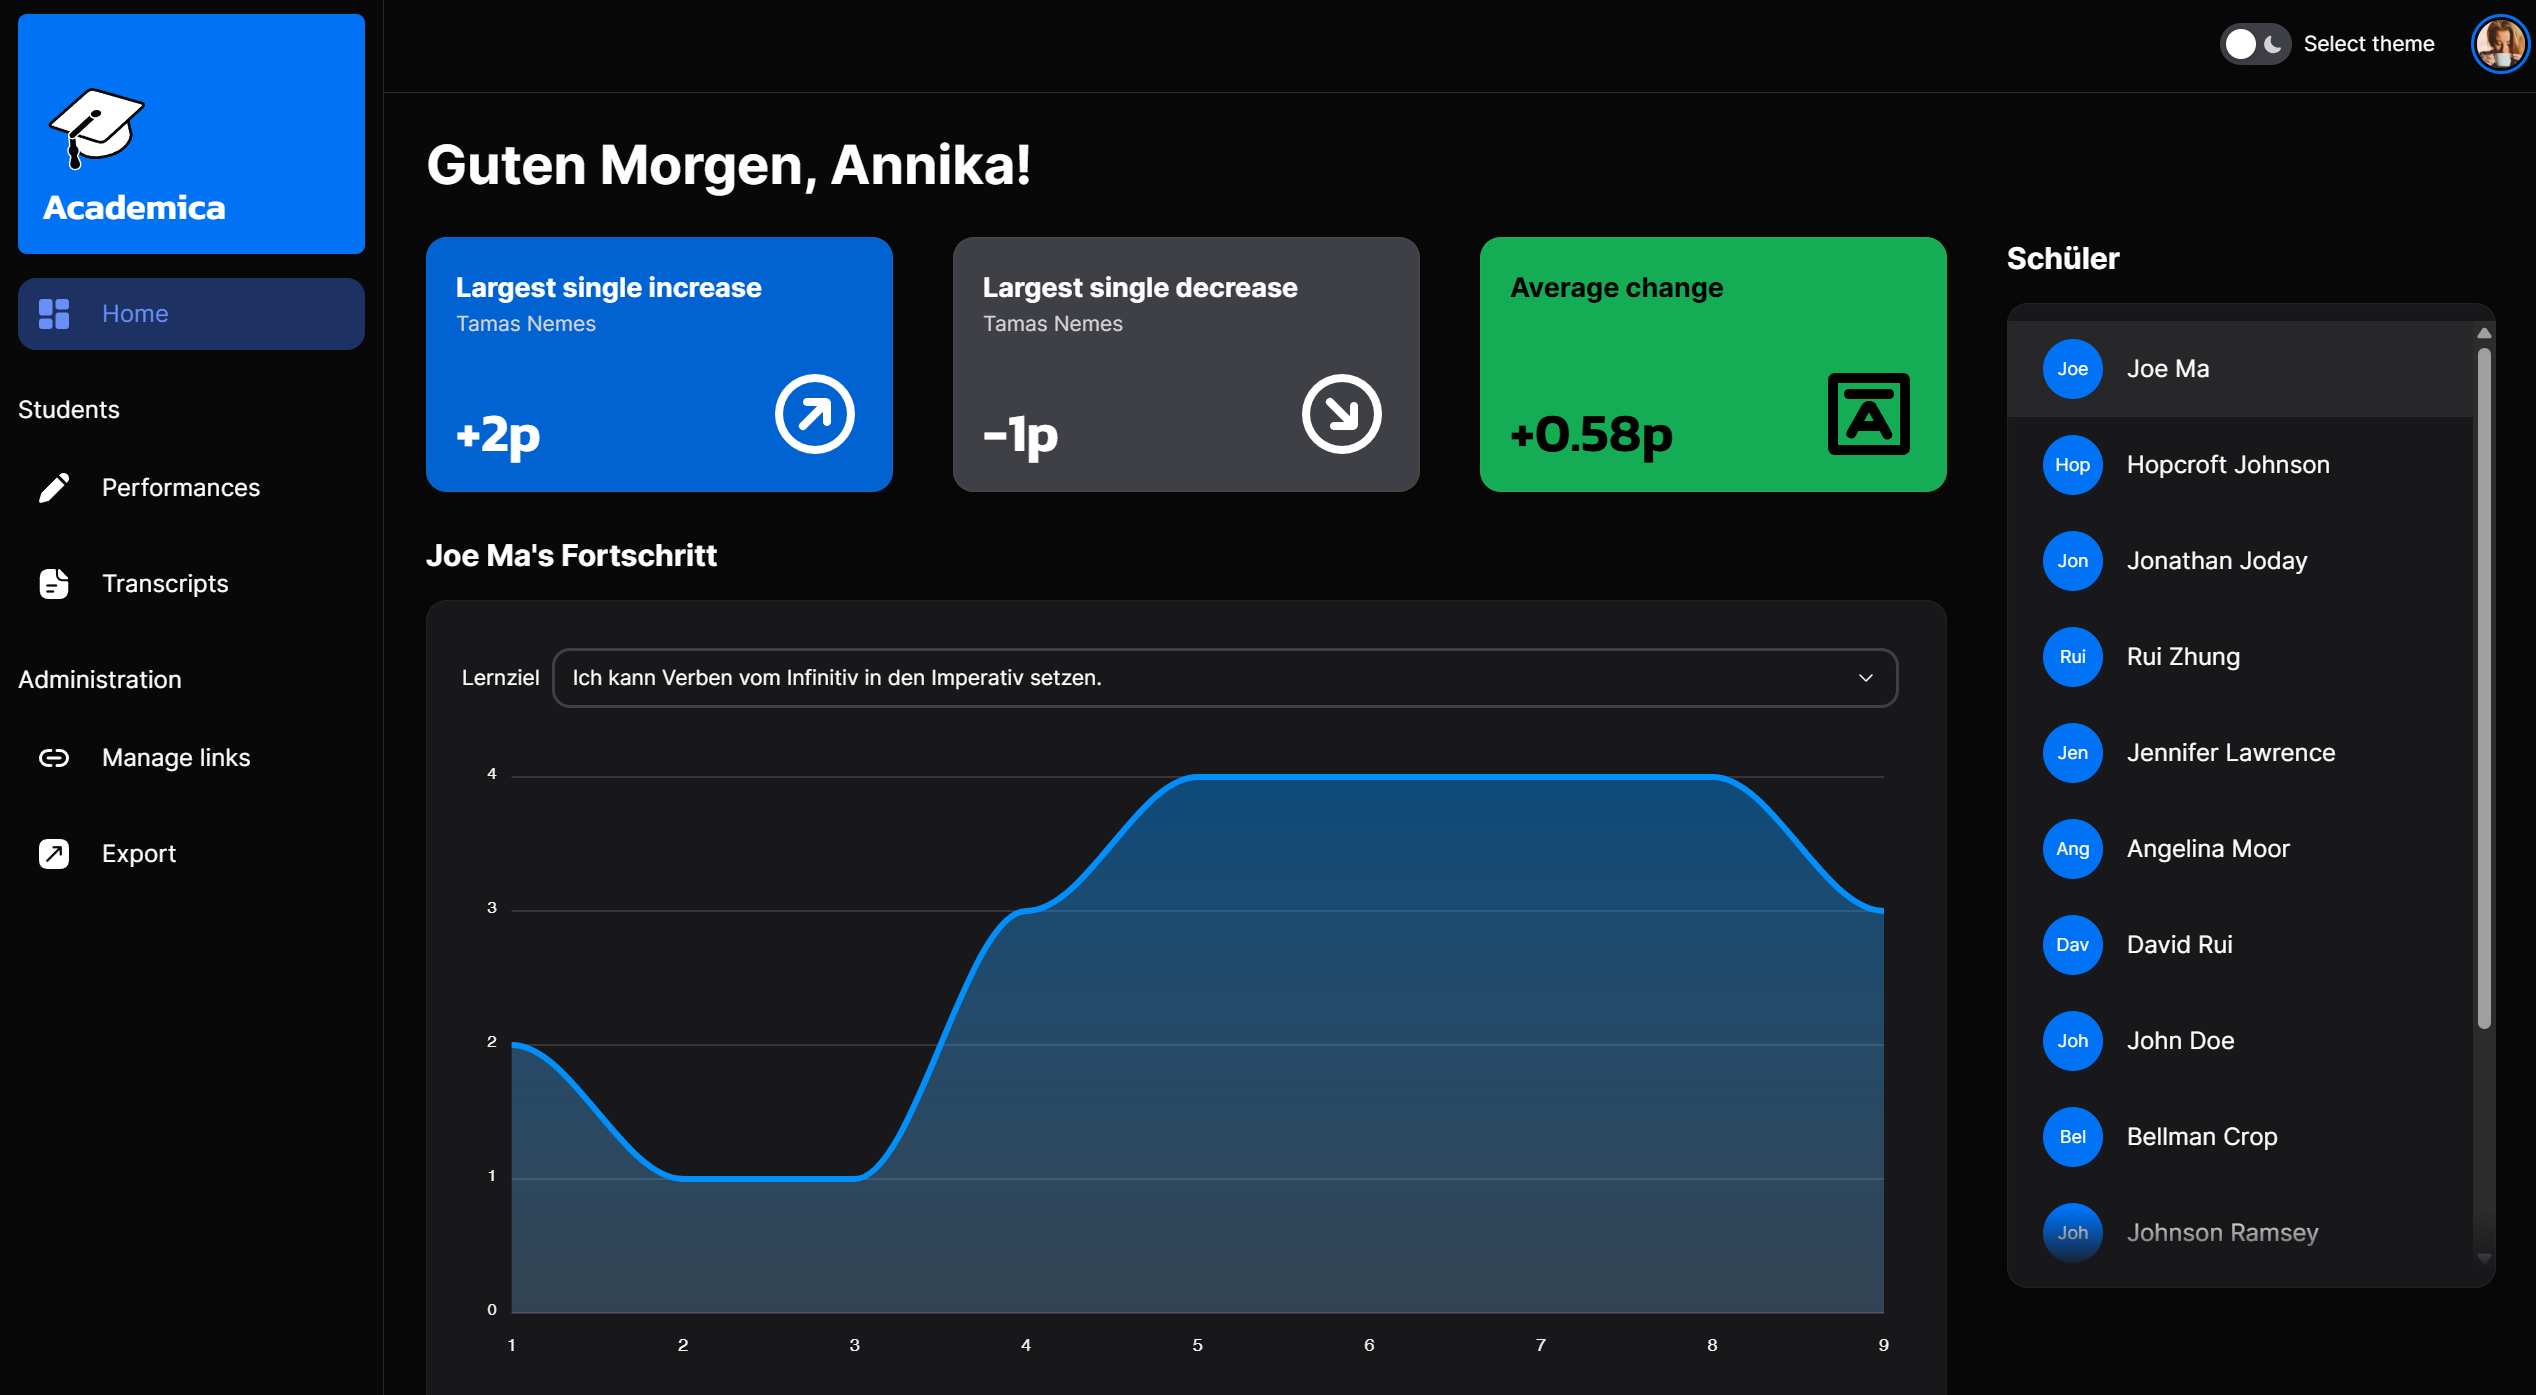 Academica
Home
Students
Performances
Transcripts
Administration
Manage links
Export
Select theme
Guten Morgen, Annika!
Largest single increase
Tamas Nemes
+2p
Largest single decrease
Tamas Nemes
-1p
Average change
+0.58p
A
Joe Ma's Fortschritt
Lernziel
Ich kann Verben vom Infinitiv in den Imperativ setzen.
4
3
2
1
0
1 2 3 4 5 6 7 8 9
Schüler
Joe Joe Ma
Hop Hopcroft Johnson
Jon Jonathan Joday
Rui Rui Zhung
Jen Jennifer Lawrence
Ang Angelina Moor
Dav David Rui
Joh John Doe
Bel Bellman Crop
Joh Johnson Ramsey